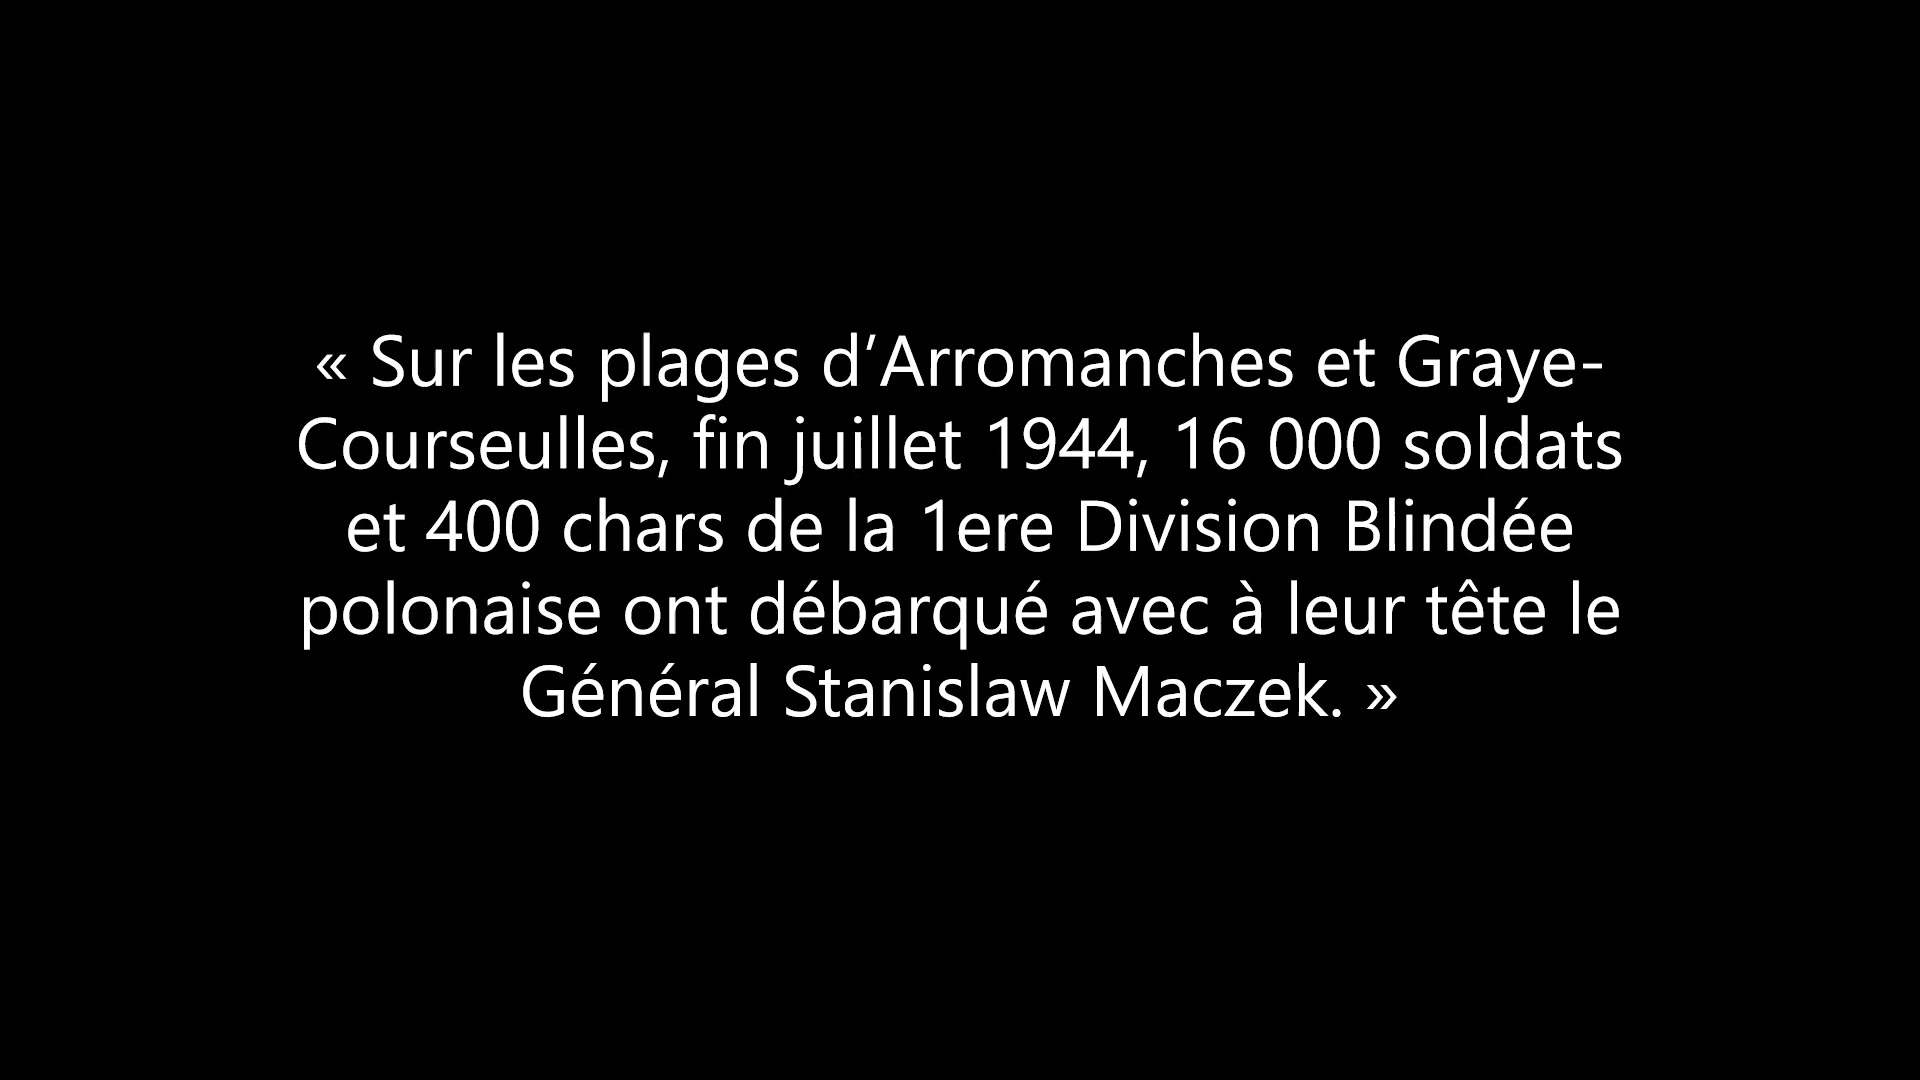 « Sur les plages d’Arromanches et Graye-
Courseulles, fin juillet 1944, 16 000 soldats
et 400 chars de la 1ere Division Blindée
polonaise ont débarqué avec à leur tête le
Général Stanislaw Maczek. »